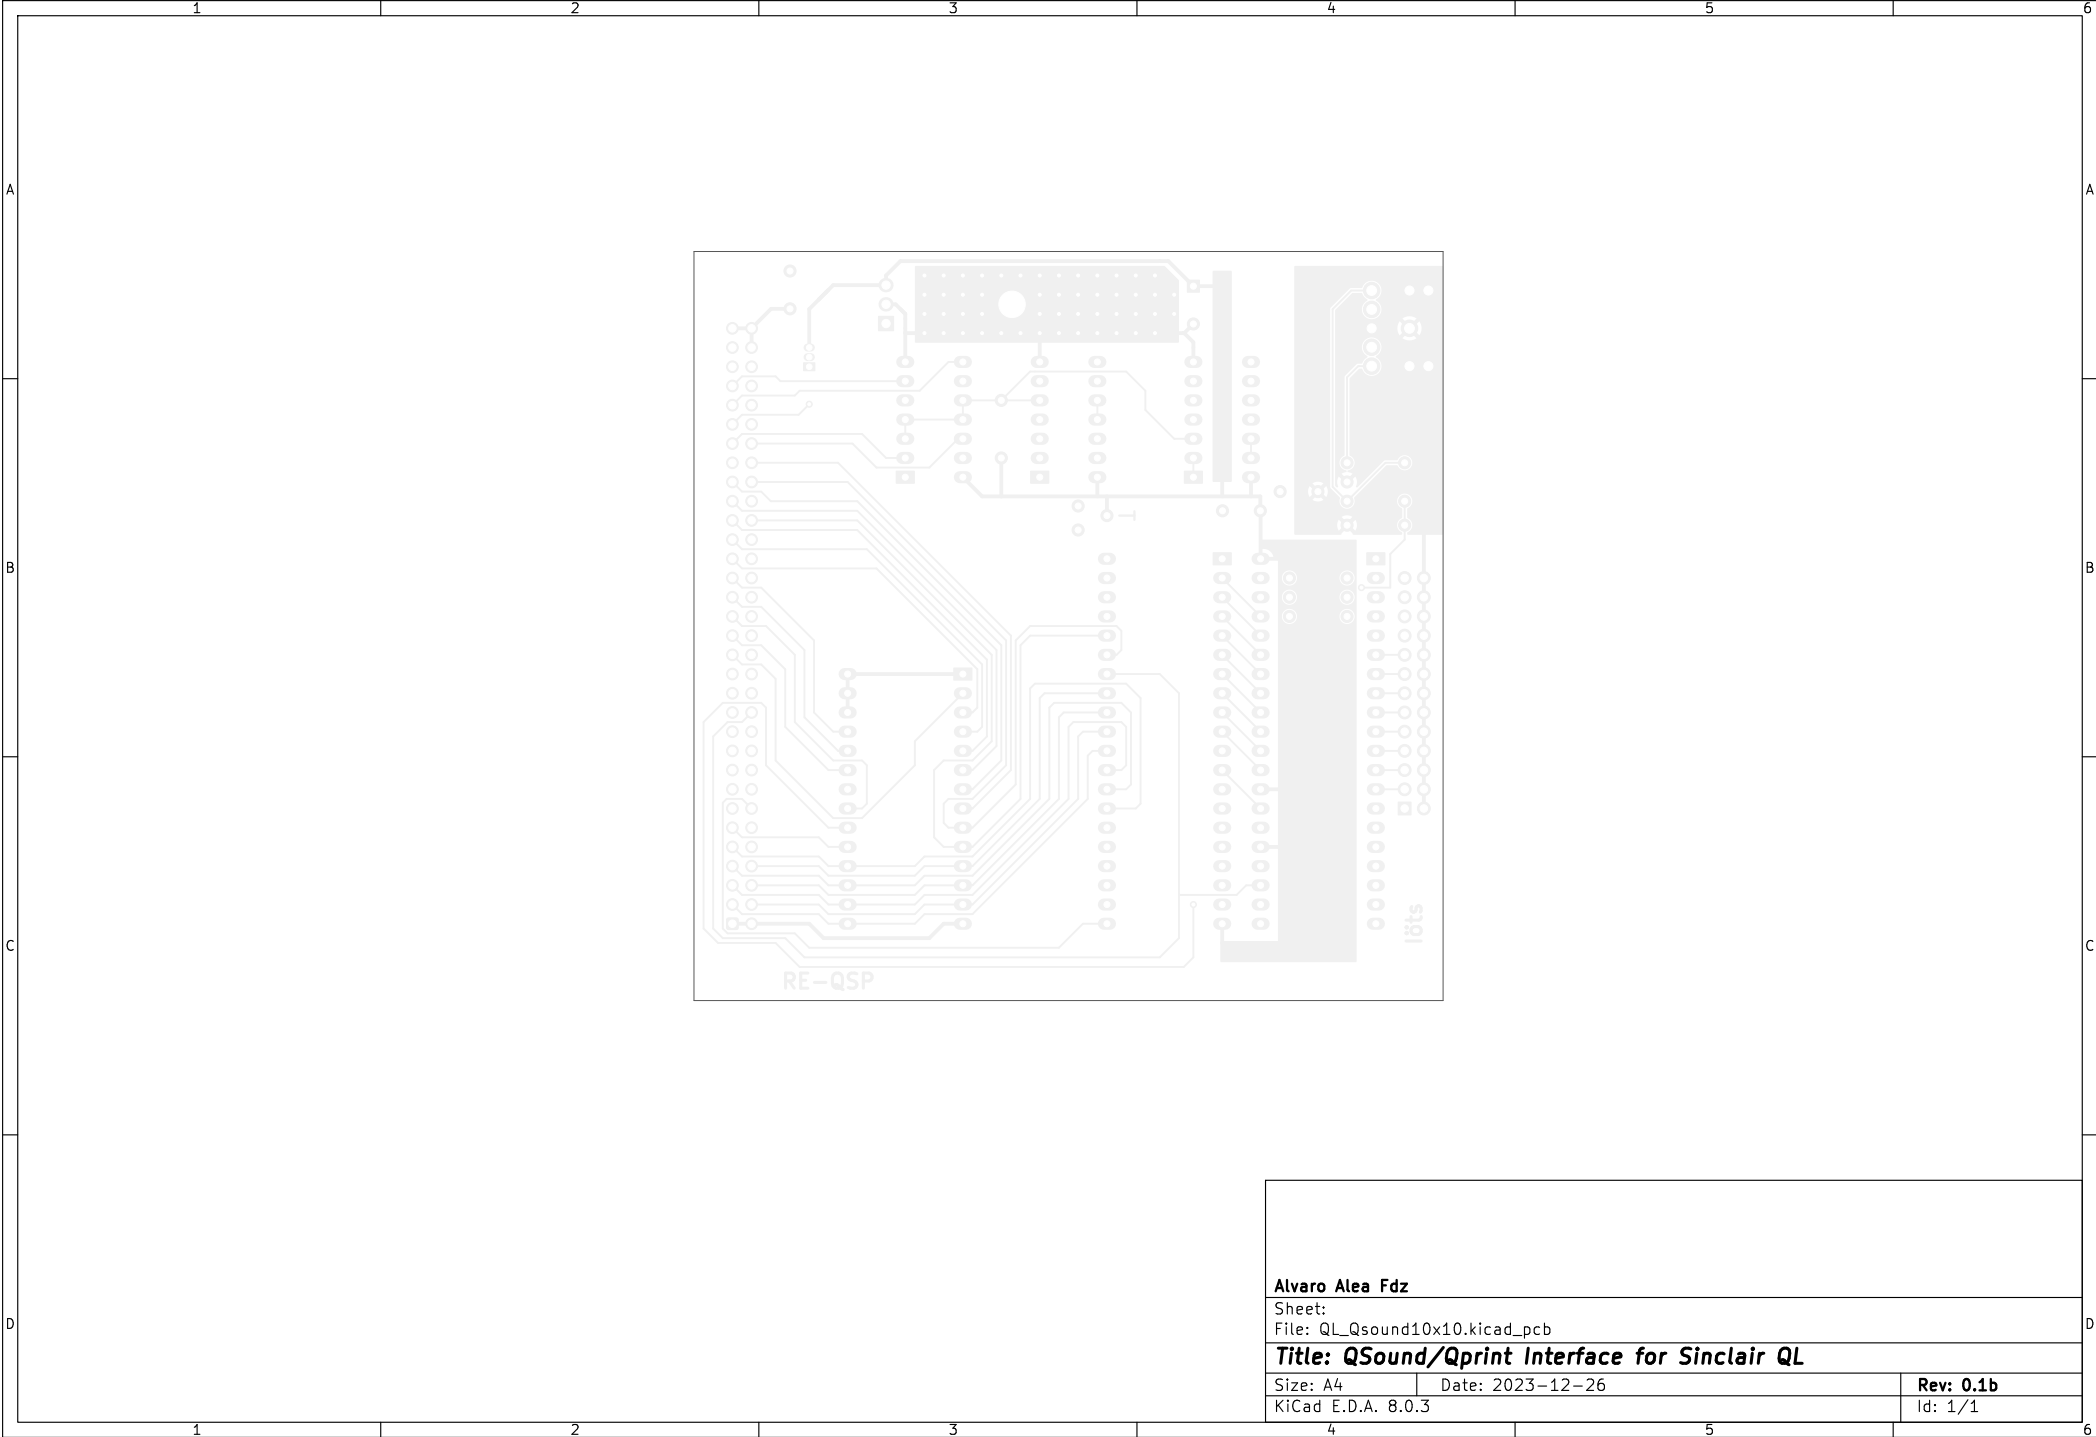 1 2 3 4 5 6
A A
T
B B
löts
C C
RE-QSP
Alvaro Alea Fdz
Sheet:
File: QL_Qsound10x10.kicad_pcb
D D
Title: QSound/Qprint Interface for Sinclair QL
Size: A4 Date: 2023-12-26 Rev: 0.1b
KiCad E.D.A. 8.0.3 Id: 1/1
1 2 3 4 5 6